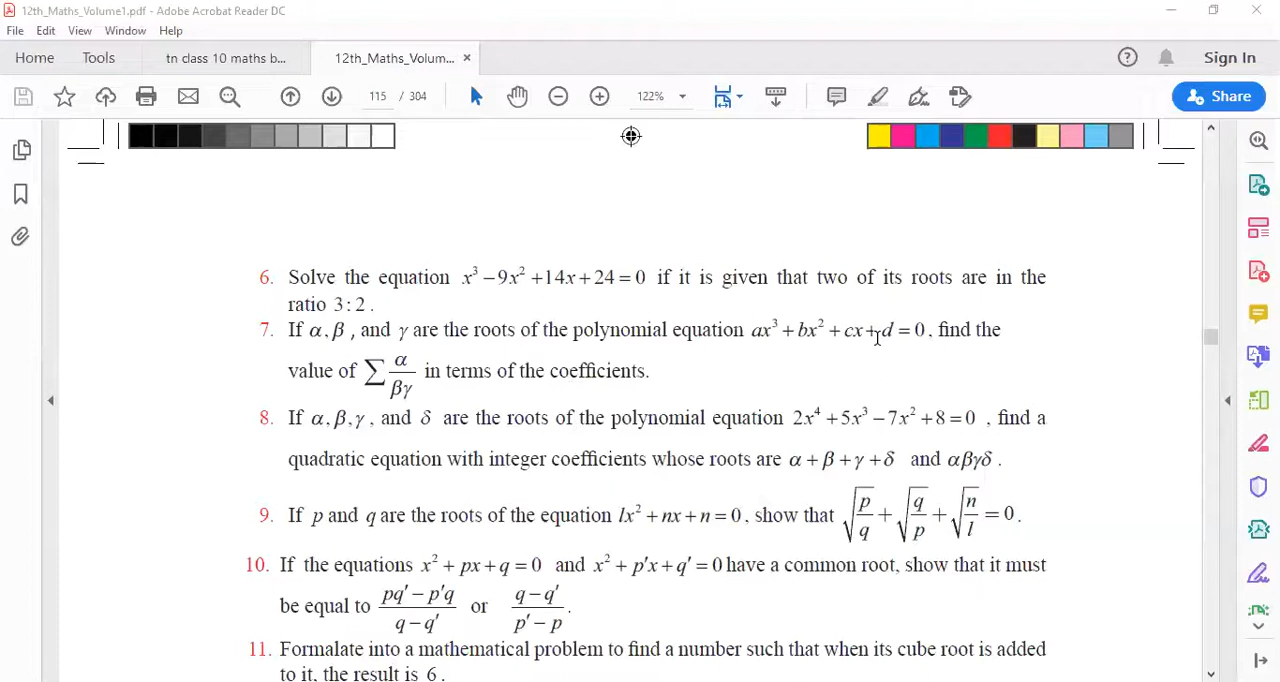 12th_Maths_Volume1.pdf - Adobe Acrobat Reader DC
File Edit View Window Help
Home Tools tn class 10 maths b... 12th_Maths_Volum... × Sign In
115 / 304 122% Share
6. Solve the equation x³ − 9x² + 14x + 24 = 0 if it is given that two of its roots are in the
ratio 3 : 2 .
7. If α, β , and γ are the roots of the polynomial equation ax³ + bx² + cx + d = 0, find the
value of ∑ α/βγ in terms of the coefficients.
8. If α, β, γ , and δ are the roots of the polynomial equation 2x⁴ + 5x³ − 7x² + 8 = 0 , find a
quadratic equation with integer coefficients whose roots are α + β + γ + δ and αβγδ .
9. If p and q are the roots of the equation lx² + nx + n = 0, show that √(p/q) + √(q/p) + √(n/l) = 0 .
10. If the equations x² + px + q = 0 and x² + p′x + q′ = 0 have a common root, show that it must
be equal to (pq′ − p′q)/(q − q′) or (q − q′)/(p′ − p) .
11. Formalate into a mathematical problem to find a number such that when its cube root is added
to it, the result is 6 .